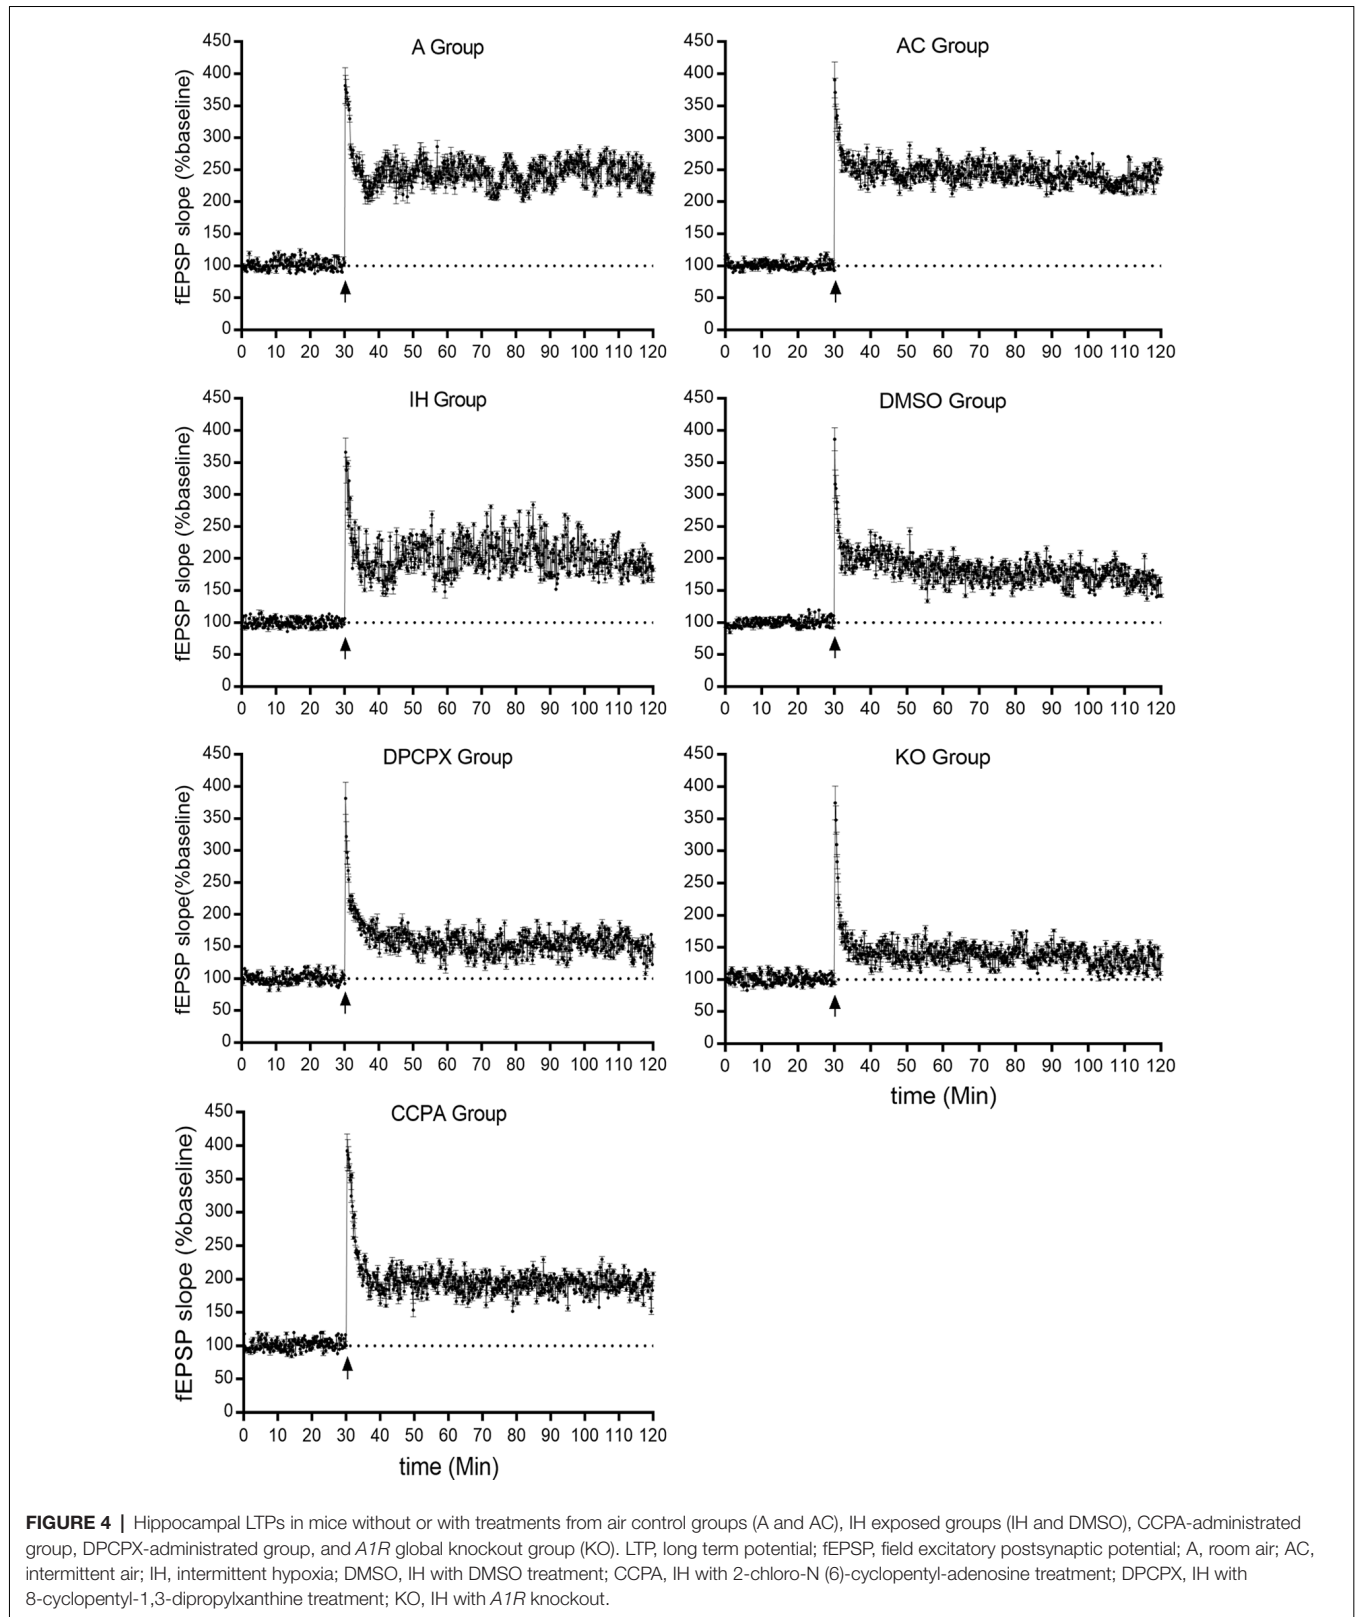 A Group
450
400
350
300
250
200
150
100
50
0
fEPSP slope (%baseline)
0 10 20 30 40 50 60 70 80 90 100 110 120
AC Group
450
400
350
300
250
200
150
100
50
0
0 10 20 30 40 50 60 70 80 90 100 110 120
IH Group
450
400
350
300
250
200
150
100
50
0
fEPSP slope (%baseline)
0 10 20 30 40 50 60 70 80 90 100 110 120
DMSO Group
450
400
350
300
250
200
150
100
50
0
0 10 20 30 40 50 60 70 80 90 100 110 120
DPCPX Group
450
400
350
300
250
200
150
100
50
0
fEPSP slope(%baseline)
0 10 20 30 40 50 60 70 80 90 100 110 120
KO Group
450
400
350
300
250
200
150
100
50
0
0 10 20 30 40 50 60 70 80 90 100 110 120
time (Min)
CCPA Group
450
400
350
300
250
200
150
100
50
0
fEPSP slope (%baseline)
0 10 20 30 40 50 60 70 80 90 100 110 120
time (Min)
FIGURE 4 | Hippocampal LTPs in mice without or with treatments from air control groups (A and AC), IH exposed groups (IH and DMSO), CCPA-administrated
group, DPCPX-administrated group, and A1R global knockout group (KO). LTP, long term potential; fEPSP, field excitatory postsynaptic potential; A, room air; AC,
intermittent air; IH, intermittent hypoxia; DMSO, IH with DMSO treatment; CCPA, IH with 2-chloro-N (6)-cyclopentyl-adenosine treatment; DPCPX, IH with
8-cyclopentyl-1,3-dipropylxanthine treatment; KO, IH with A1R knockout.